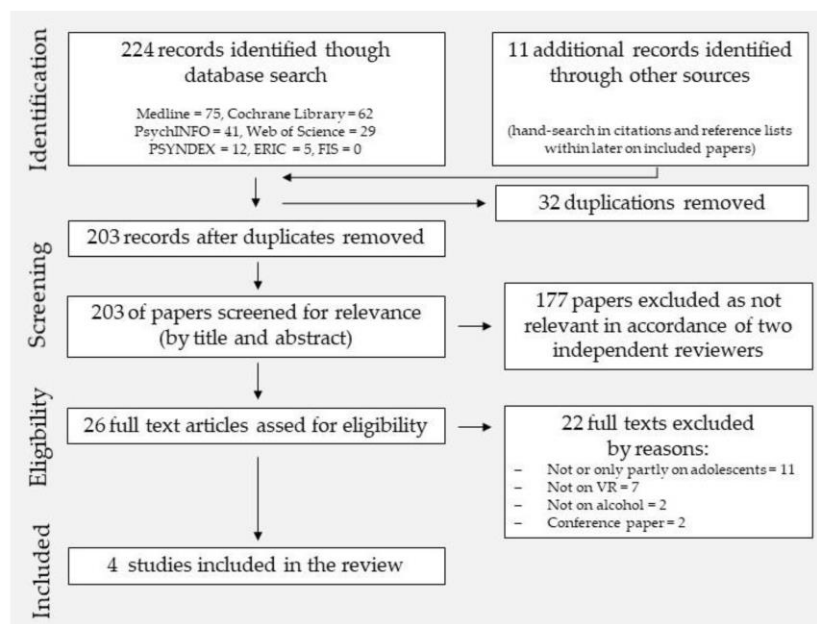 Identification
224 records identified though
database search
Medline = 75, Cochrane Library = 62
PsychINFO = 41, Web of Science = 29
PSYNDEX = 12, ERIC = 5, FIS = 0
11 additional records identified
through other sources
(hand-search in citations and reference lists
within later on included papers)
32 duplications removed
Screening
203 records after duplicates removed
203 of papers screened for relevance
(by title and abstract)
177 papers excluded as not
relevant in accordance of two
independent reviewers
Eligibility
26 full text articles assed for eligibility
22 full texts excluded
by reasons:
– Not or only partly on adolescents = 11
– Not on VR = 7
– Not on alcohol = 2
– Conference paper = 2
Included
4 studies included in the review